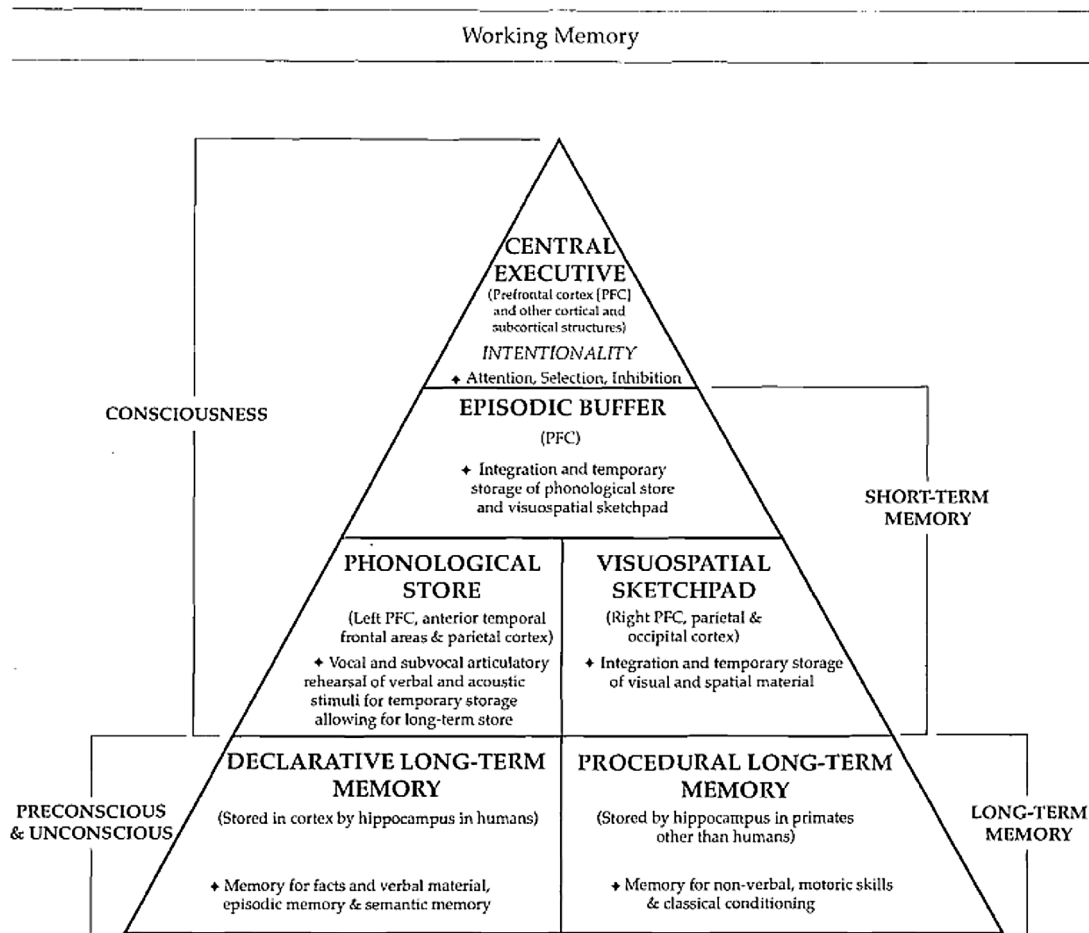 Working Memory
CENTRAL
EXECUTIVE
(Prefrontal cortex [PFC]
and other cortical and
subcortical structures)
INTENTIONALITY
✦ Attention, Selection, Inhibition
CONSCIOUSNESS
EPISODIC BUFFER
(PFC)
✦ Integration and temporary
storage of phonological store
and visuospatial sketchpad
SHORT-TERM
MEMORY
PHONOLOGICAL
STORE
(Left PFC, anterior temporal
frontal areas & parietal cortex)
✦ Vocal and subvocal articulatory
rehearsal of verbal and acoustic
stimuli for temporary storage
allowing for long-term store
VISUOSPATIAL
SKETCHPAD
(Right PFC, parietal &
occipital cortex)
✦ Integration and temporary storage
of visual and spatial material
PRECONSCIOUS
& UNCONSCIOUS
DECLARATIVE LONG-TERM
MEMORY
(Stored in cortex by hippocampus in humans)
✦ Memory for facts and verbal material,
episodic memory & semantic memory
PROCEDURAL LONG-TERM
MEMORY
(Stored by hippocampus in primates
other than humans)
✦ Memory for non-verbal, motoric skills
& classical conditioning
LONG-TERM
MEMORY